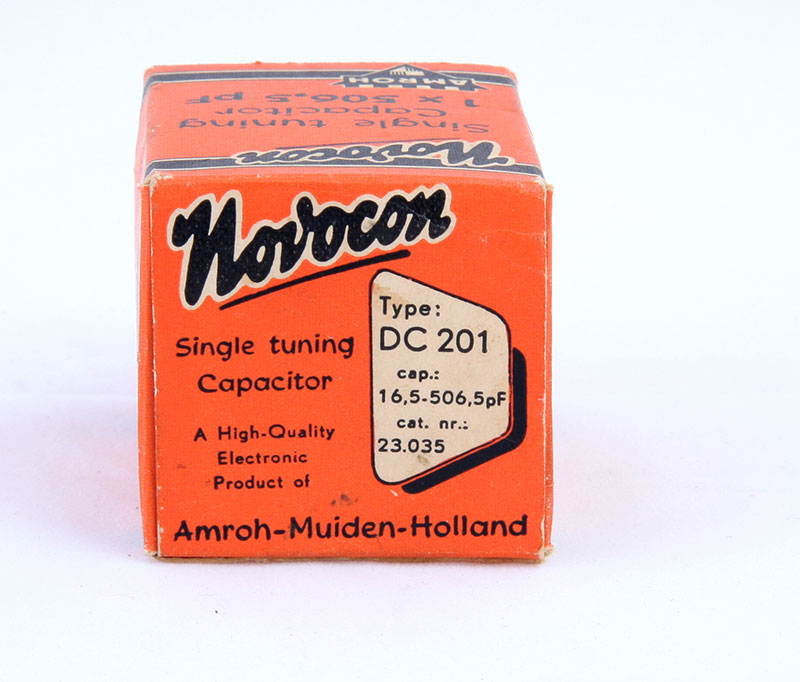 AMROH
Single tuning
Capacitor
1 x 506,5 pF
Novocon
Novocon
Single tuning
Capacitor
A High-Quality
Electronic
Product of
Amroh-Muiden-Holland
Type:
DC 201
cap.:
16,5-506,5pF
cat. nr.:
23.035